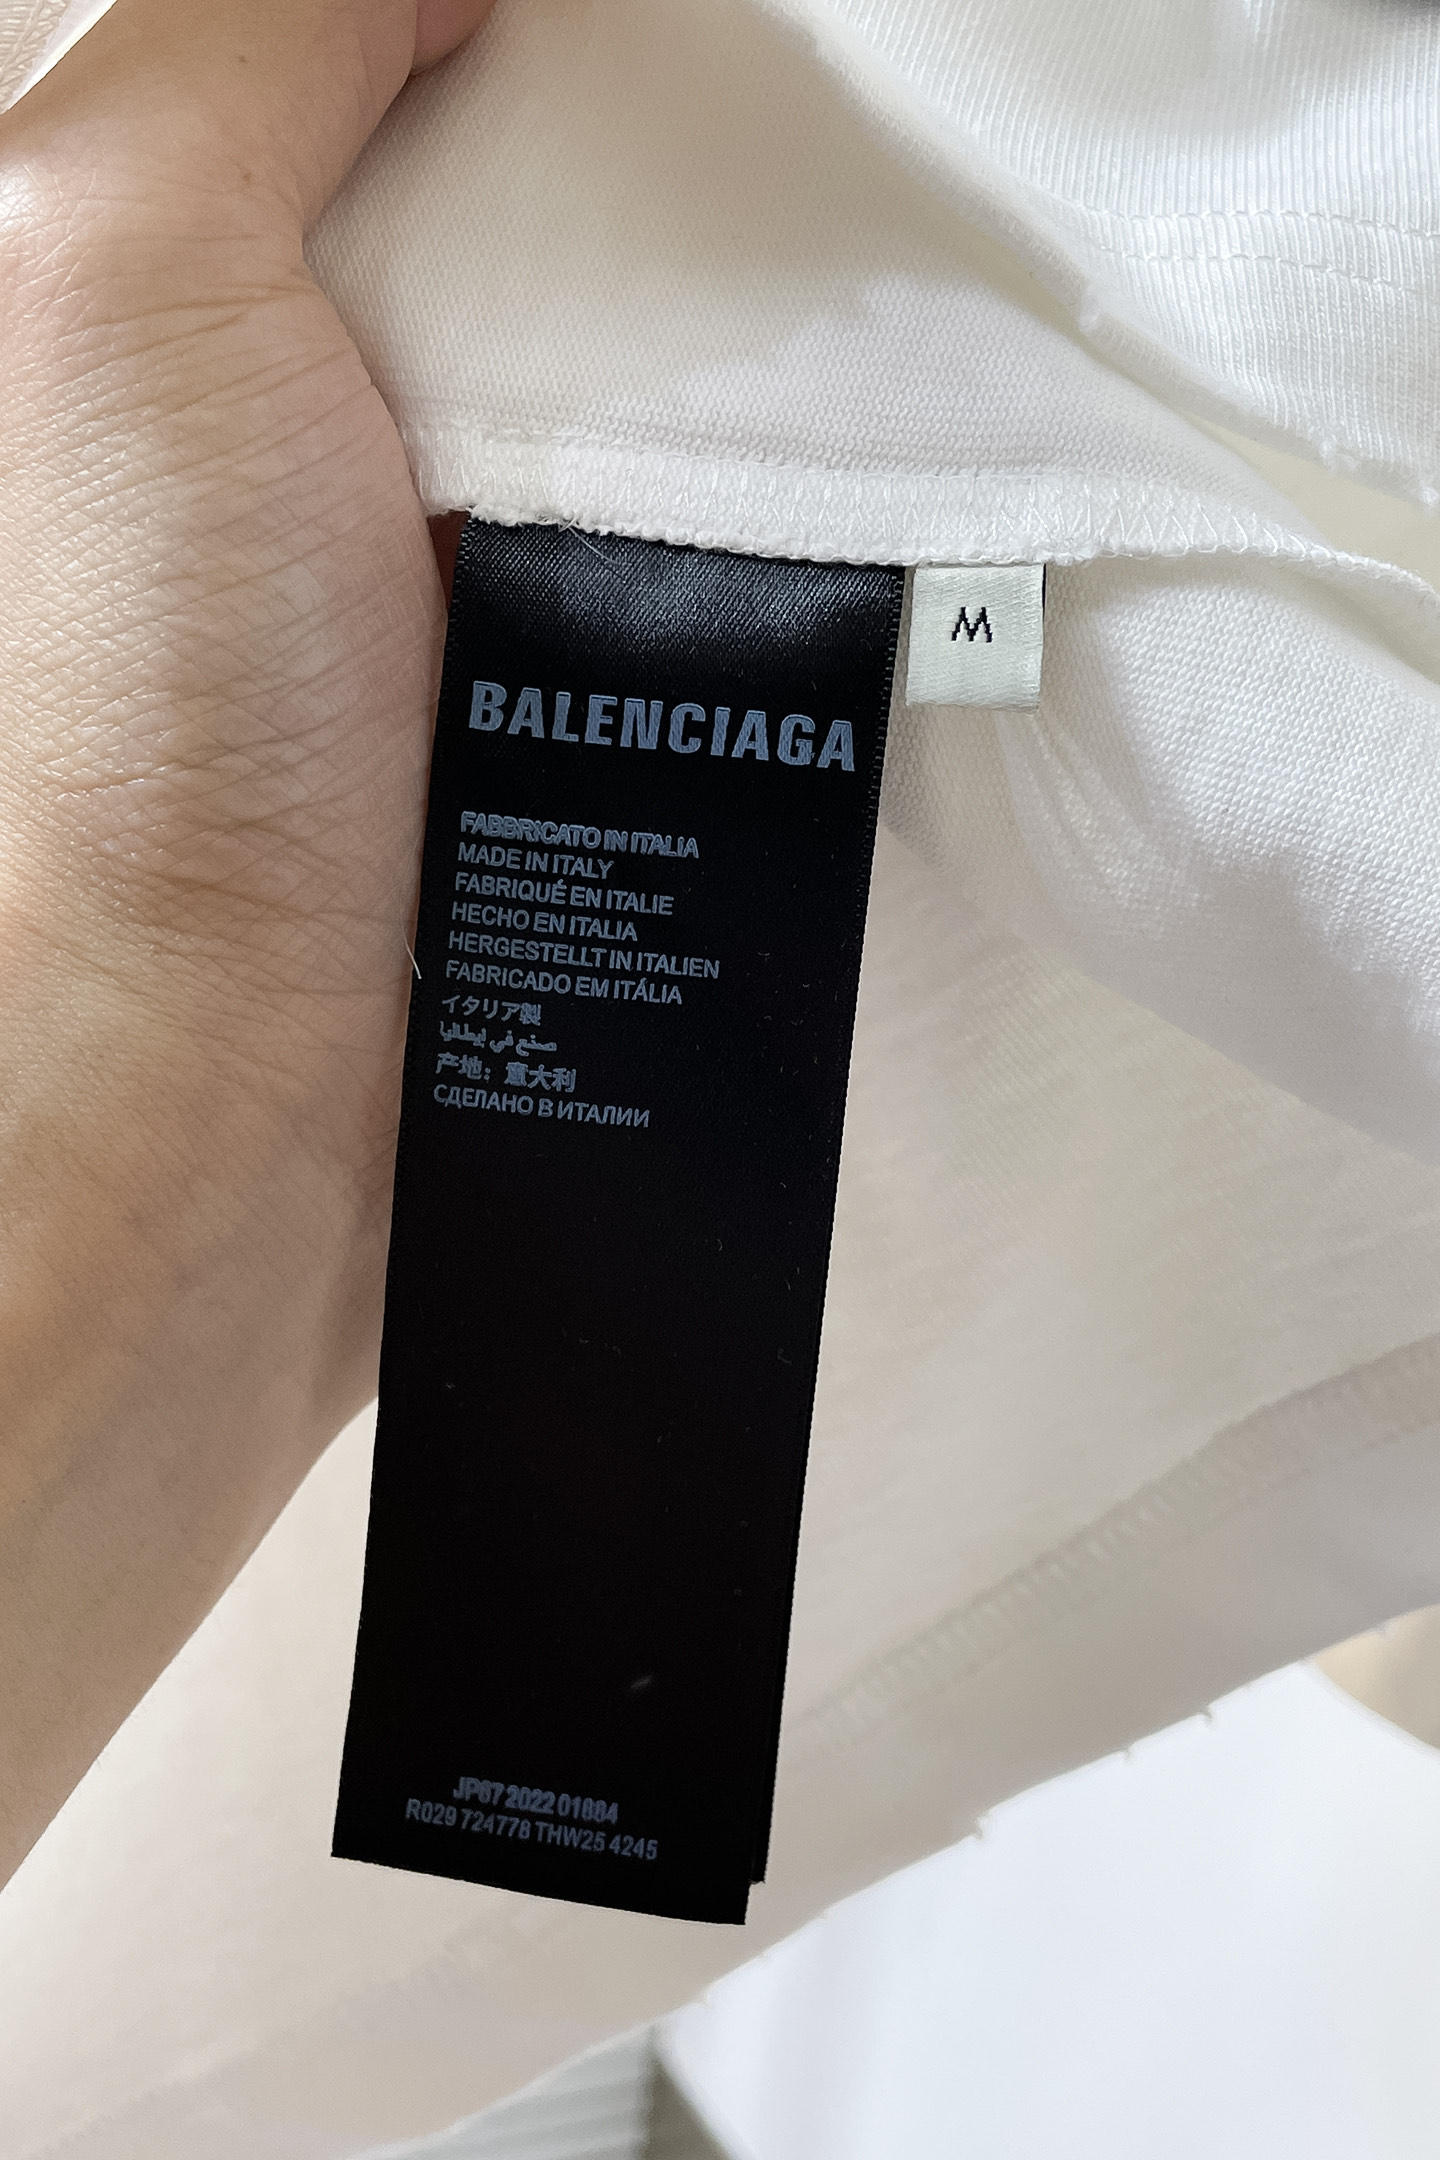 BALENCIAGA
M
FABBRICATO IN ITALIA
MADE IN ITALY
FABRIQUÉ EN ITALIE
HECHO EN ITALIA
HERGESTELLT IN ITALIEN
FABRICADO EM ITÁLIA
イタリア製
صنع في إيطاليا
产地：意大利
СДЕЛАНО В ИТАЛИИ
JP67 2022 01884
R029 724778 THW25 4245